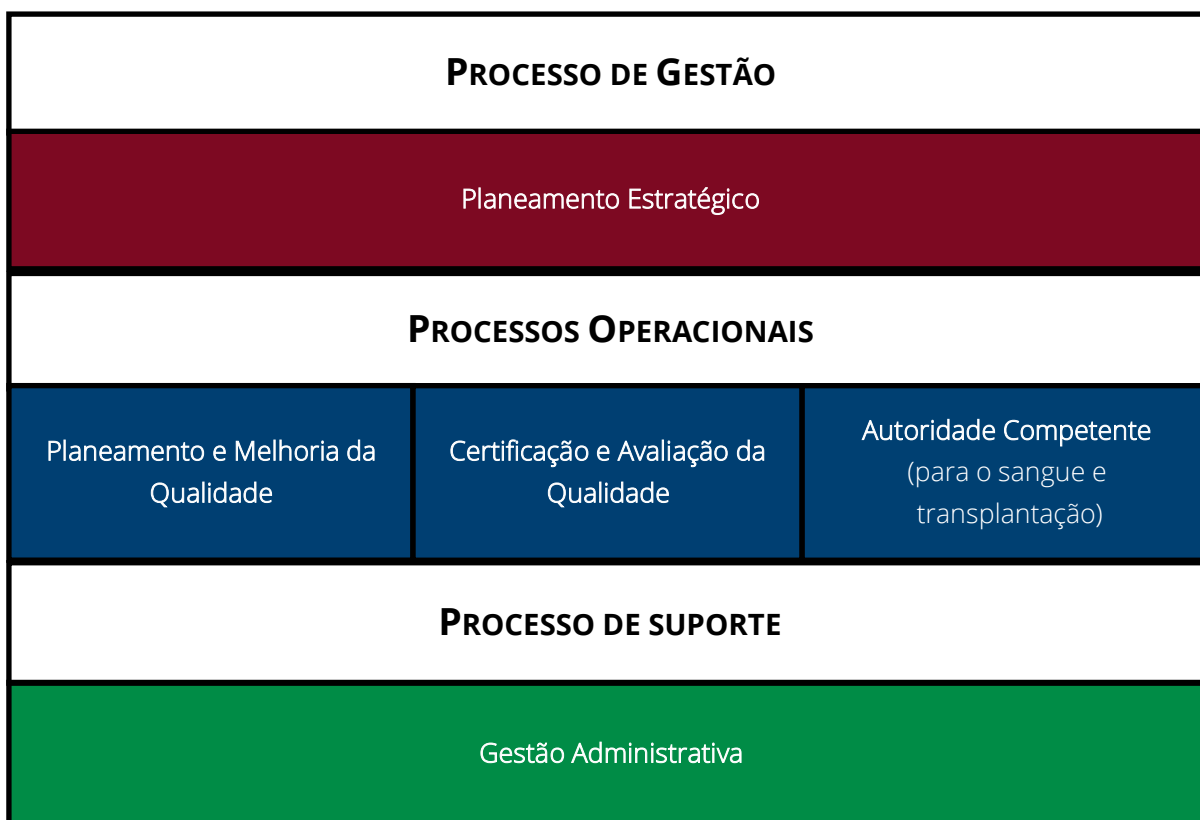 PROCESSO DE GESTÃO
Planeamento Estratégico
PROCESSOS OPERACIONAIS
Planeamento e Melhoria da
Qualidade
Certificação e Avaliação da
Qualidade
Autoridade Competente
(para o sangue e
transplantação)
PROCESSO DE SUPORTE
Gestão Administrativa